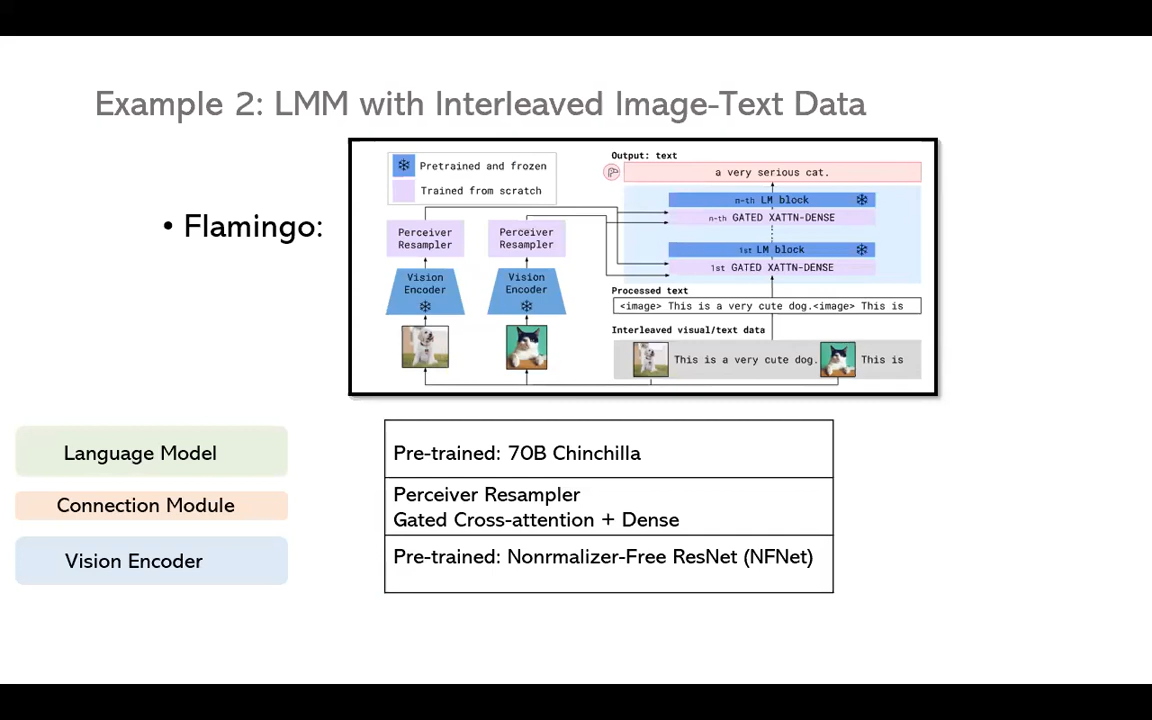 Example 2: LMM with Interleaved Image-Text Data
• Flamingo:
Pretrained and frozen
Trained from scratch
Perceiver
Resampler
Perceiver
Resampler
Vision
Encoder
Vision
Encoder
Output: text
a very serious cat.
n-th LM block
n-th GATED XATTN-DENSE
1st LM block
1st GATED XATTN-DENSE
Processed text
<image> This is a very cute dog.<image> This is
Interleaved visual/text data
This is a very cute dog. This is
Language Model
Pre-trained: 70B Chinchilla
Connection Module
Perceiver Resampler
Gated Cross-attention + Dense
Vision Encoder
Pre-trained: Nonrmalizer-Free ResNet (NFNet)